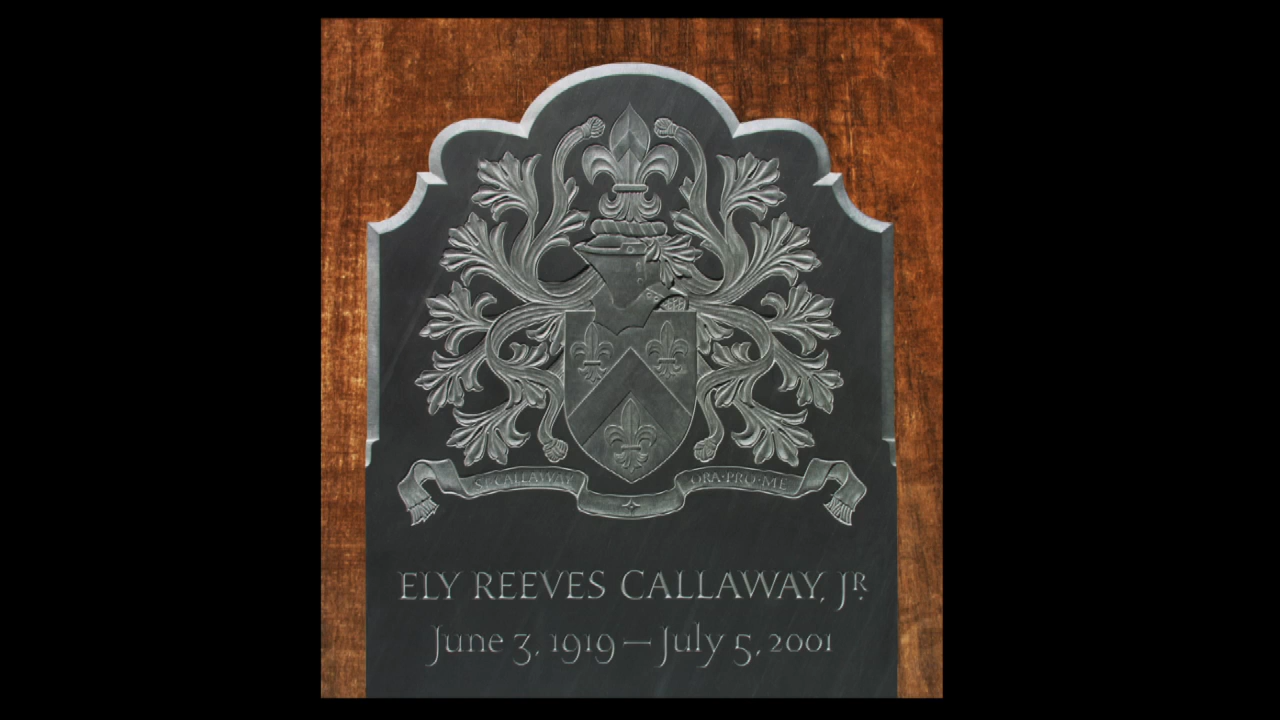 ST. CALLAWAY ORA·PRO·ME
ELY REEVES CALLAWAY, JR.
June 3, 1919 — July 5, 2001